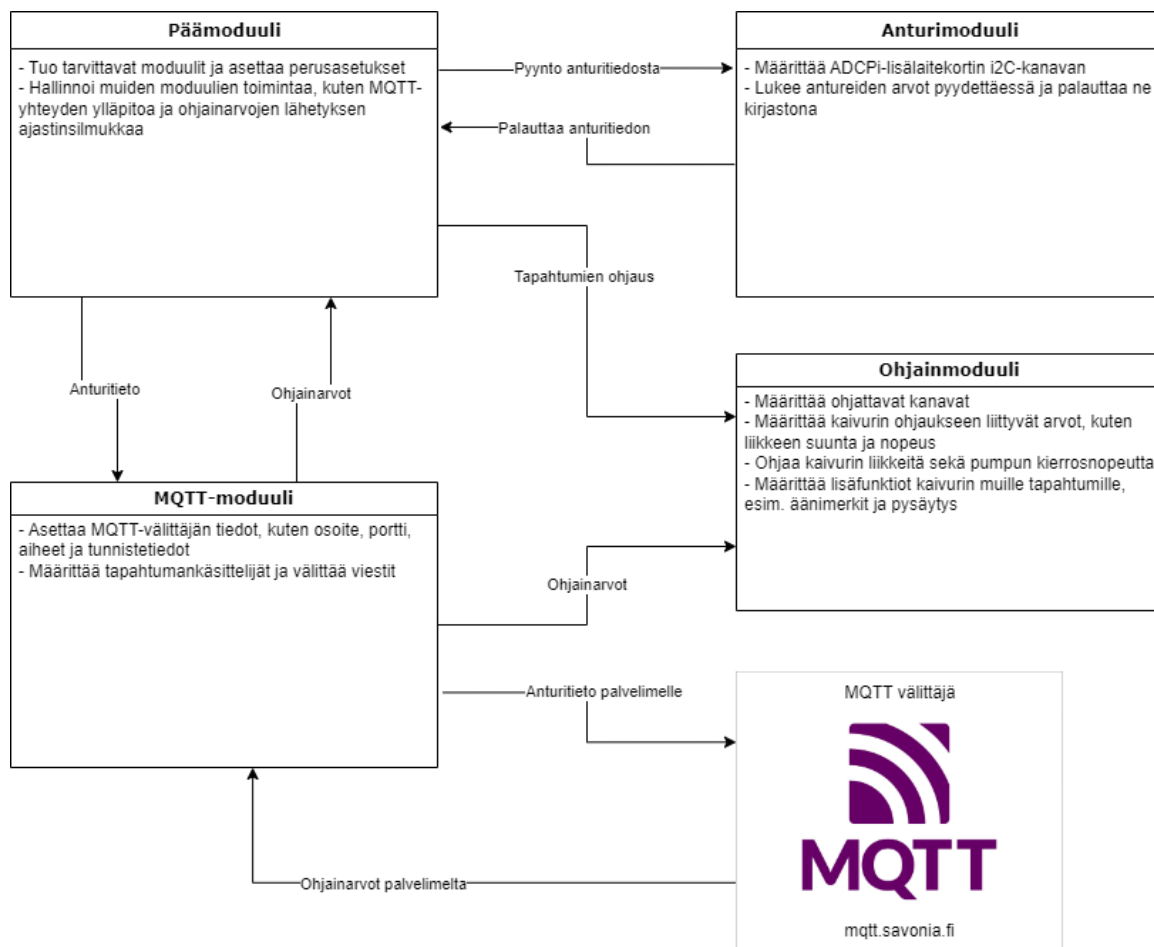 Päämoduuli
- Tuo tarvittavat moduulit ja asettaa perusasetukset
- Hallinnoi muiden moduulien toimintaa, kuten MQTT-
yhteyden ylläpitoa ja ohjainarvojen lähetyksen
ajastinsilmukkaa
Pyynto anturitiedosta
Palauttaa anturitiedon
Anturimoduuli
- Määrittää ADCPi-lisälaitekortin i2C-kanavan
- Lukee antureiden arvot pyydettäessä ja palauttaa ne
kirjastona
Tapahtumien ohjaus
Anturitieto
Ohjainarvot
Ohjainmoduuli
- Määrittää ohjattavat kanavat
- Määrittää kaivurin ohjaukseen liittyvät arvot, kuten
liikkeen suunta ja nopeus
- Ohjaa kaivurin liikkeitä sekä pumpun kierrosnopeutta
- Määrittää lisäfunktiot kaivurin muille tapahtumille,
esim. äänimerkit ja pysäytys
MQTT-moduuli
- Asettaa MQTT-välittäjän tiedot, kuten osoite, portti,
aiheet ja tunnistetiedot
- Määrittää tapahtumankäsittelijät ja välittää viestit
Ohjainarvot
Anturitieto palvelimelle
Ohjainarvot palvelimelta
MQTT välittäjä
MQTT
mqtt.savonia.fi